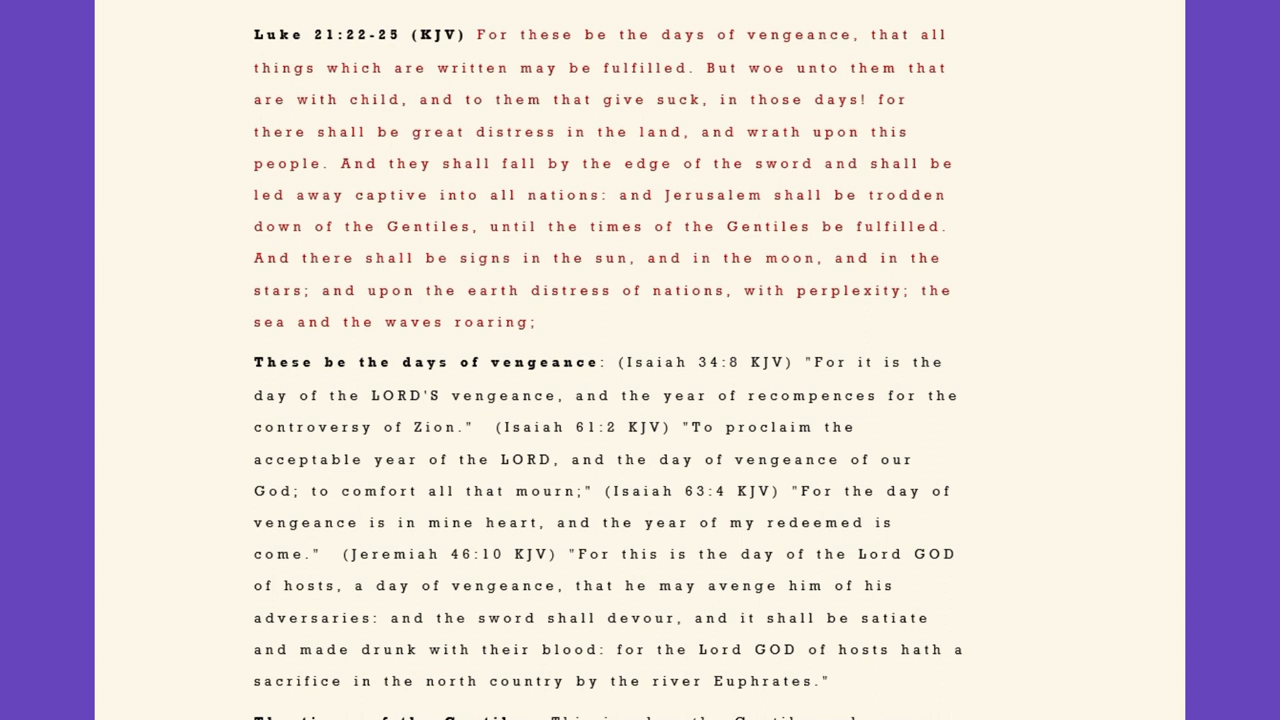 Luke 21:22-25 (KJV) For these be the days of vengeance, that all
things which are written may be fulfilled. But woe unto them that
are with child, and to them that give suck, in those days! for
there shall be great distress in the land, and wrath upon this
people. And they shall fall by the edge of the sword and shall be
led away captive into all nations: and Jerusalem shall be trodden
down of the Gentiles, until the times of the Gentiles be fulfilled.
And there shall be signs in the sun, and in the moon, and in the
stars; and upon the earth distress of nations, with perplexity; the
sea and the waves roaring;
These be the days of vengeance: (Isaiah 34:8 KJV) "For it is the
day of the LORD'S vengeance, and the year of recompences for the
controversy of Zion." (Isaiah 61:2 KJV) "To proclaim the
acceptable year of the LORD, and the day of vengeance of our
God; to comfort all that mourn;" (Isaiah 63:4 KJV) "For the day of
vengeance is in mine heart, and the year of my redeemed is
come." (Jeremiah 46:10 KJV) "For this is the day of the Lord GOD
of hosts, a day of vengeance, that he may avenge him of his
adversaries: and the sword shall devour, and it shall be satiate
and made drunk with their blood: for the Lord GOD of hosts hath a
sacrifice in the north country by the river Euphrates."